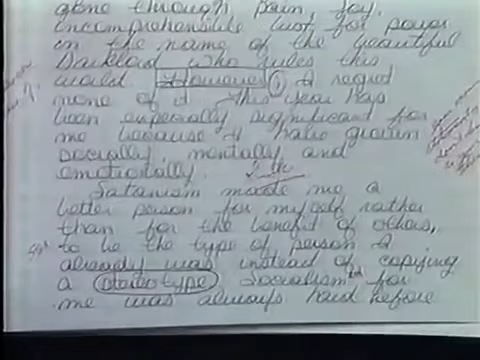 gone through, pain, joy,
incomprehensible lust for power
in the name of the beautiful
Darklord who rules this
world However, I regret
none of it This year has
been especially significant for
me because I have grown
socially, mentally and
emotionally.
Satanism made me a
better person for myself rather
than for the benefit of others,
to be the type of person I
already was instead of copying
a stareotype Socialism for
me was always hard before